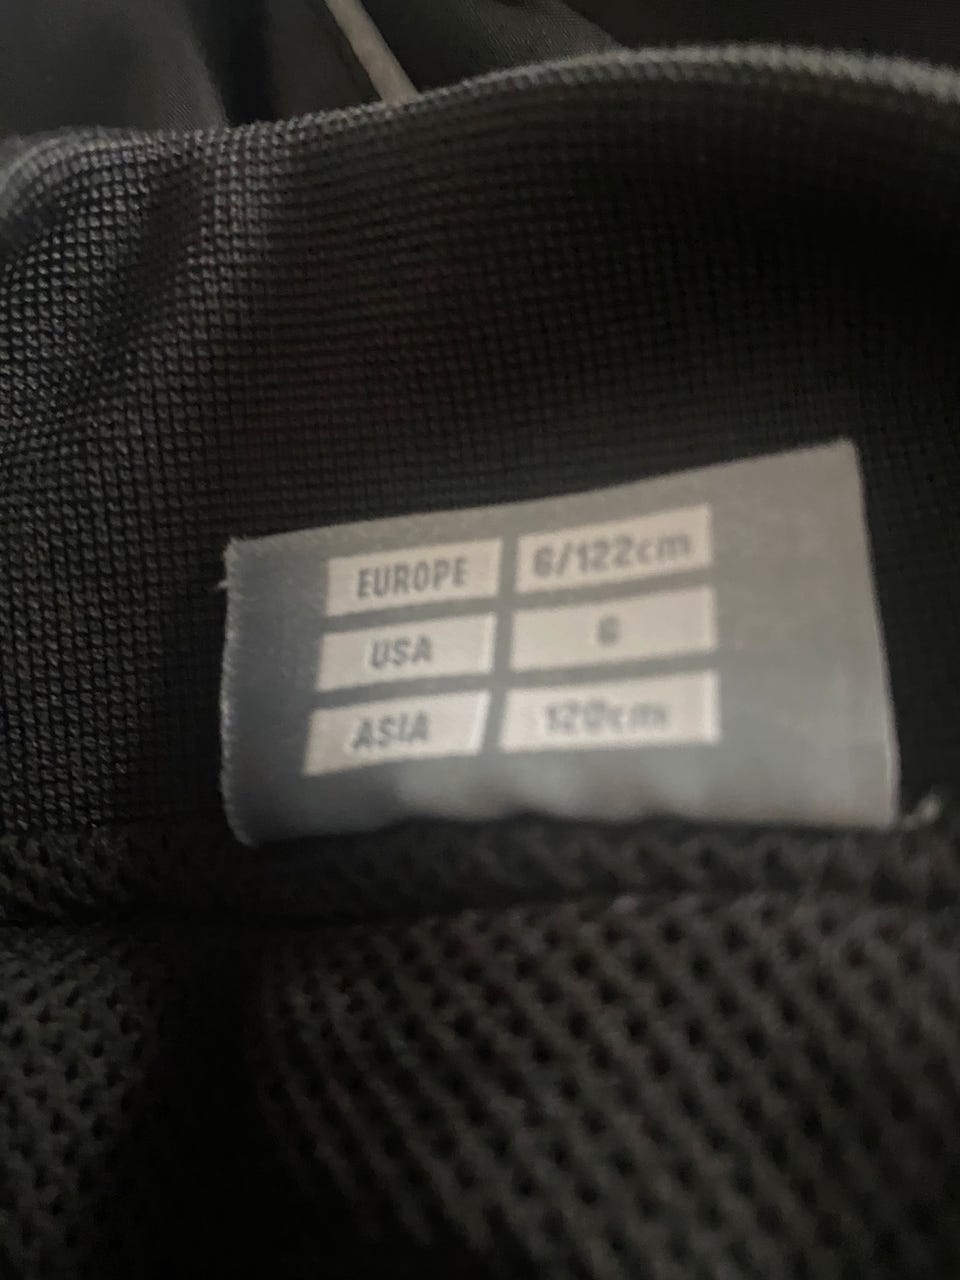 EUROPE 6/122cm
USA 6
ASIA 120cm